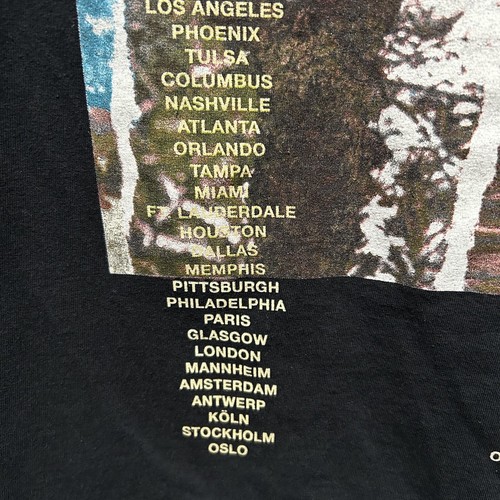 LOS ANGELES
PHOENIX
TULSA
COLUMBUS
NASHVILLE
ATLANTA
ORLANDO
TAMPA
MIAMI
FT. LAUDERDALE
HOUSTON
DALLAS
MEMPHIS
PITTSBURGH
PHILADELPHIA
PARIS
GLASGOW
LONDON
MANNHEIM
AMSTERDAM
ANTWERP
KÖLN
STOCKHOLM
OSLO